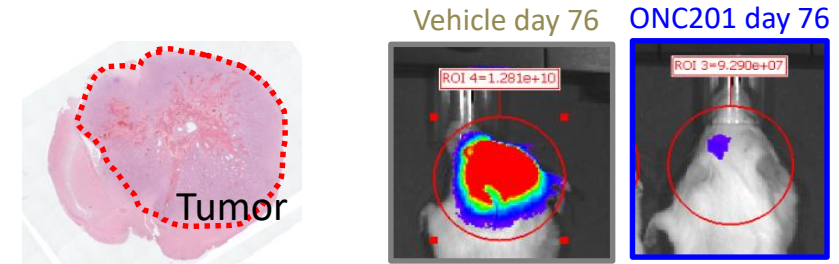 Vehicle day 76
ONC201 day 76
ROI 4=1.281e+10
ROI 3=9.290e+07
Tumor